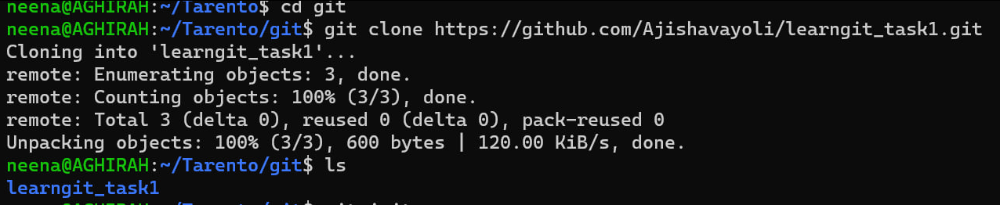 neena@AGHIRAH:~/Tarento$ cd git
neena@AGHIRAH:~/Tarento/git$ git clone https://github.com/Ajishavayoli/learngit_task1.git
Cloning into 'learngit_task1'...
remote: Enumerating objects: 3, done.
remote: Counting objects: 100% (3/3), done.
remote: Total 3 (delta 0), reused 0 (delta 0), pack-reused 0
Unpacking objects: 100% (3/3), 600 bytes | 120.00 KiB/s, done.
neena@AGHIRAH:~/Tarento/git$ ls
learngit_task1